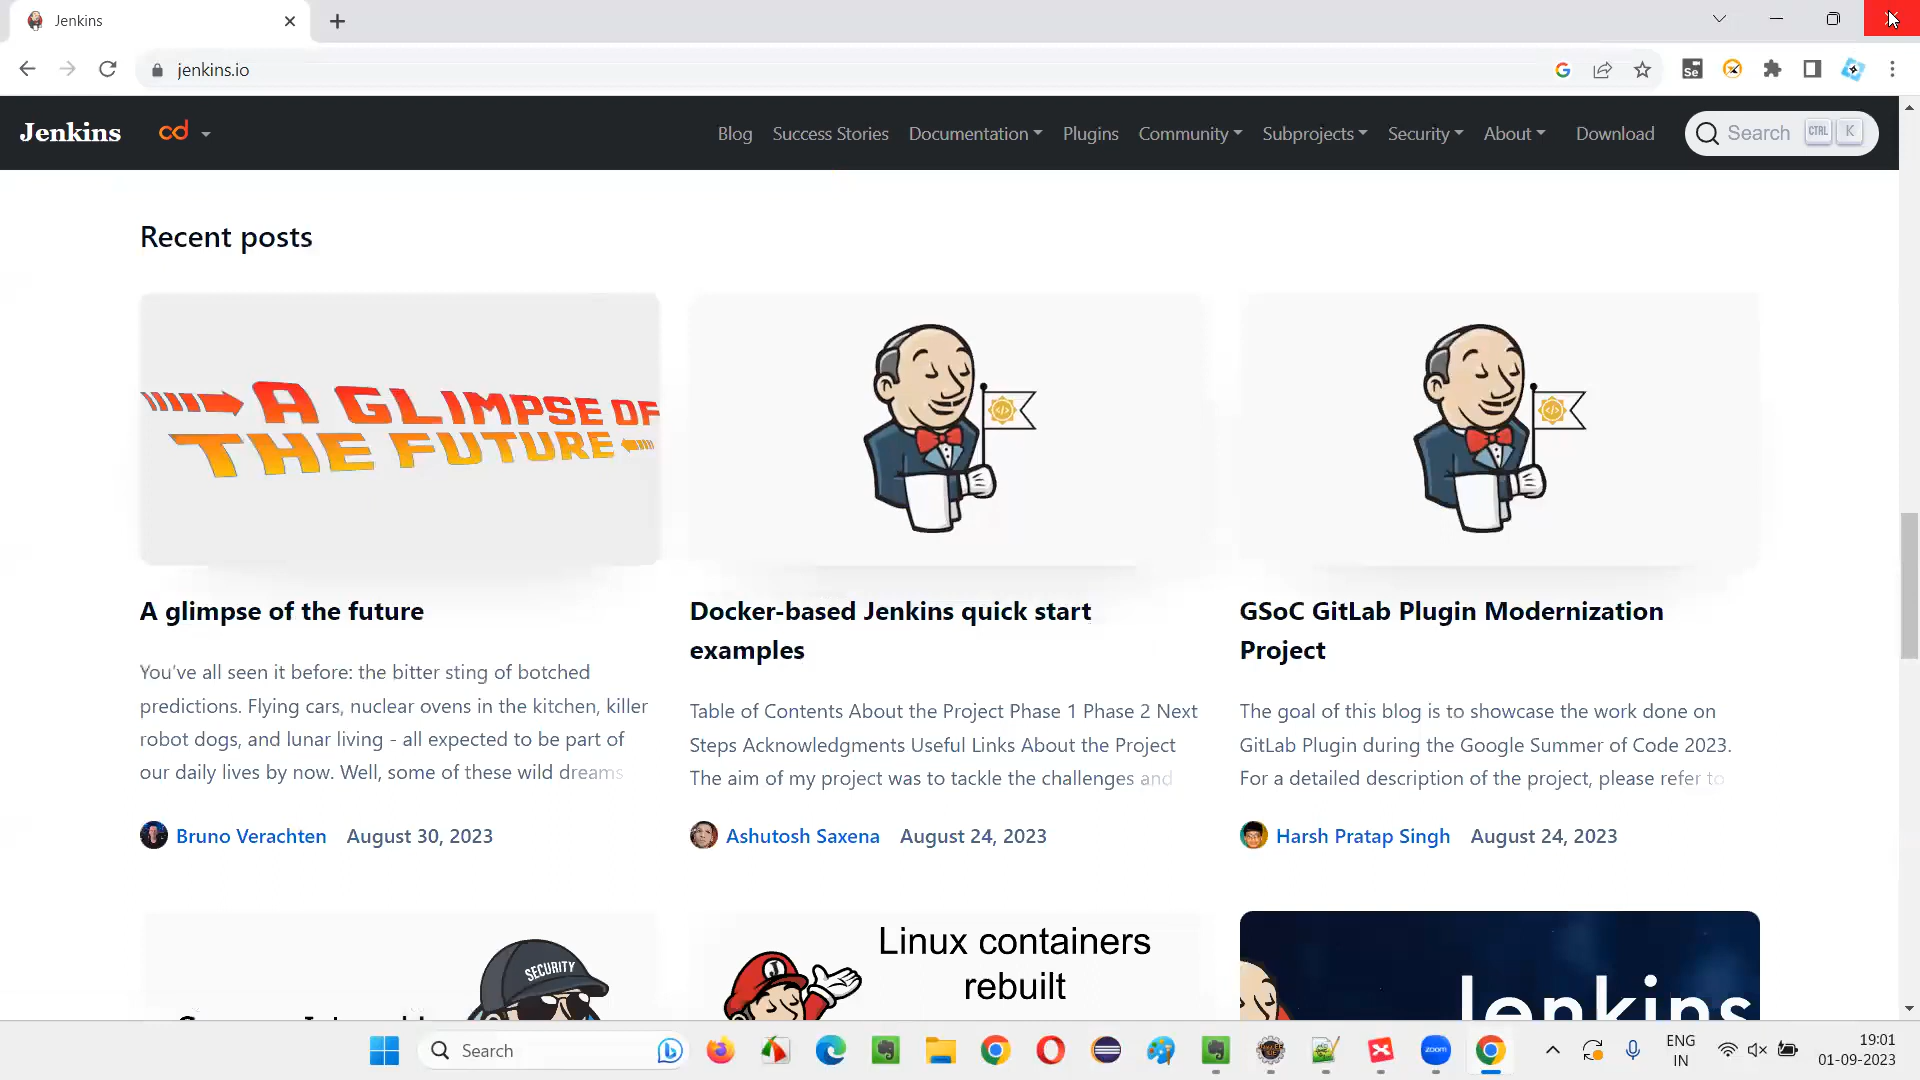 Jenkins
jenkins.io
Se
Jenkins
cd
Blog Success Stories Documentation Plugins Community Subprojects Security About Download
Search CTRL K
Recent posts
A GLIMPSE OF
THE FUTURE
A glimpse of the future
You've all seen it before: the bitter sting of botched
predictions. Flying cars, nuclear ovens in the kitchen, killer
robot dogs, and lunar living - all expected to be part of
our daily lives by now. Well, some of these wild dreams
Bruno Verachten August 30, 2023
Docker-based Jenkins quick start
examples
Table of Contents About the Project Phase 1 Phase 2 Next
Steps Acknowledgments Useful Links About the Project
The aim of my project was to tackle the challenges and
Ashutosh Saxena August 24, 2023
GSoC GitLab Plugin Modernization
Project
The goal of this blog is to showcase the work done on
GitLab Plugin during the Google Summer of Code 2023.
For a detailed description of the project, please refer to
Harsh Pratap Singh August 24, 2023
SECURITY
J
Linux containers
rebuilt
Jenkins
Search
zoom
ENG
IN
19:01
01-09-2023